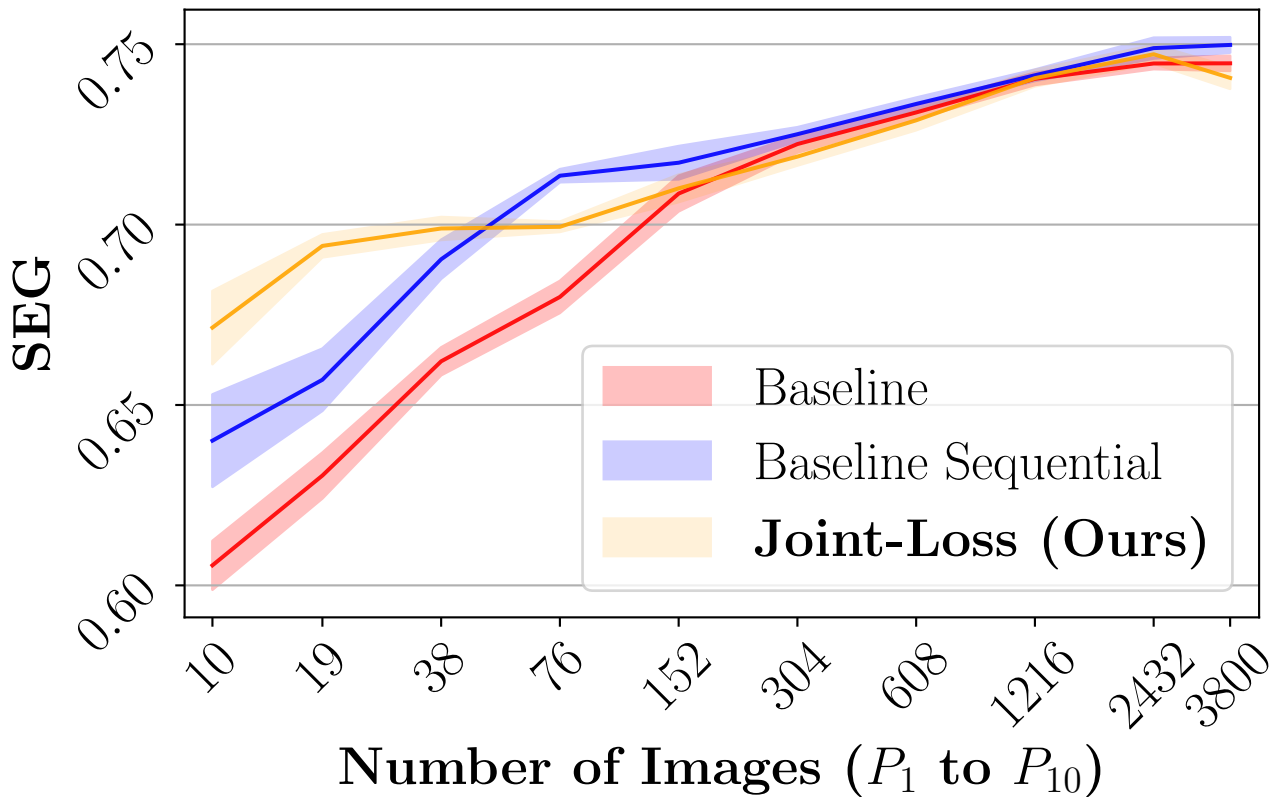 SEG
0.75
0.70
0.65
0.60
Baseline
Baseline Sequential
Joint-Loss (Ours)
10 19 38 76 152 304 608 1216 2432 3800
Number of Images (P₁ to P₁₀)